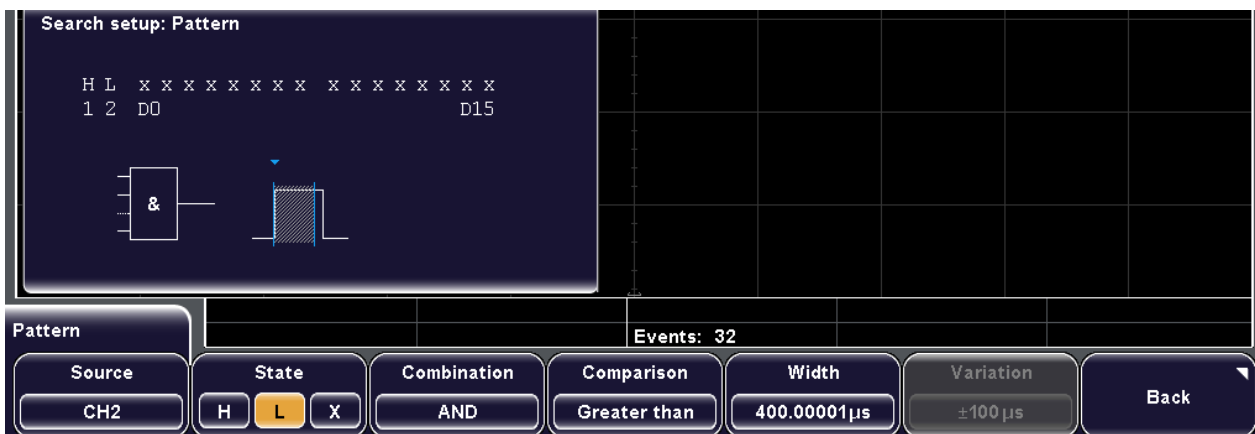 Search setup: Pattern
H L x x x x x x x x x x x x x x x x
1 2 D0 D15
&
Pattern
Events: 32
Source State Combination Comparison Width Variation Back
CH2 H L X AND Greater than 400.00001µs ±100µs